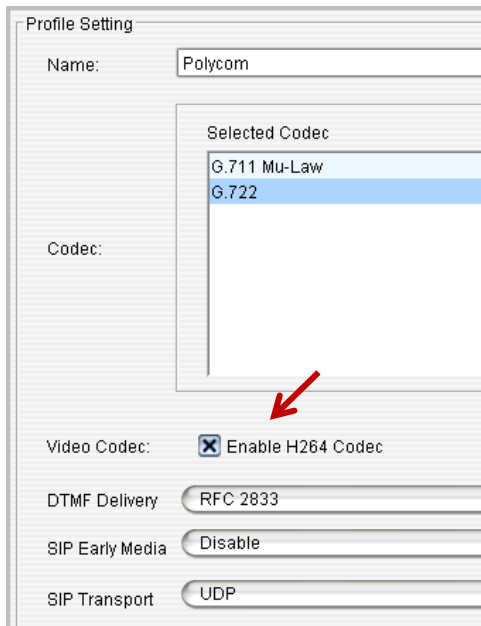 Profile Setting
Name:
Polycom
Selected Codec
G.711 Mu-Law
G.722
Codec:
Video Codec:
Enable H264 Codec
DTMF Delivery
RFC 2833
SIP Early Media
Disable
SIP Transport
UDP